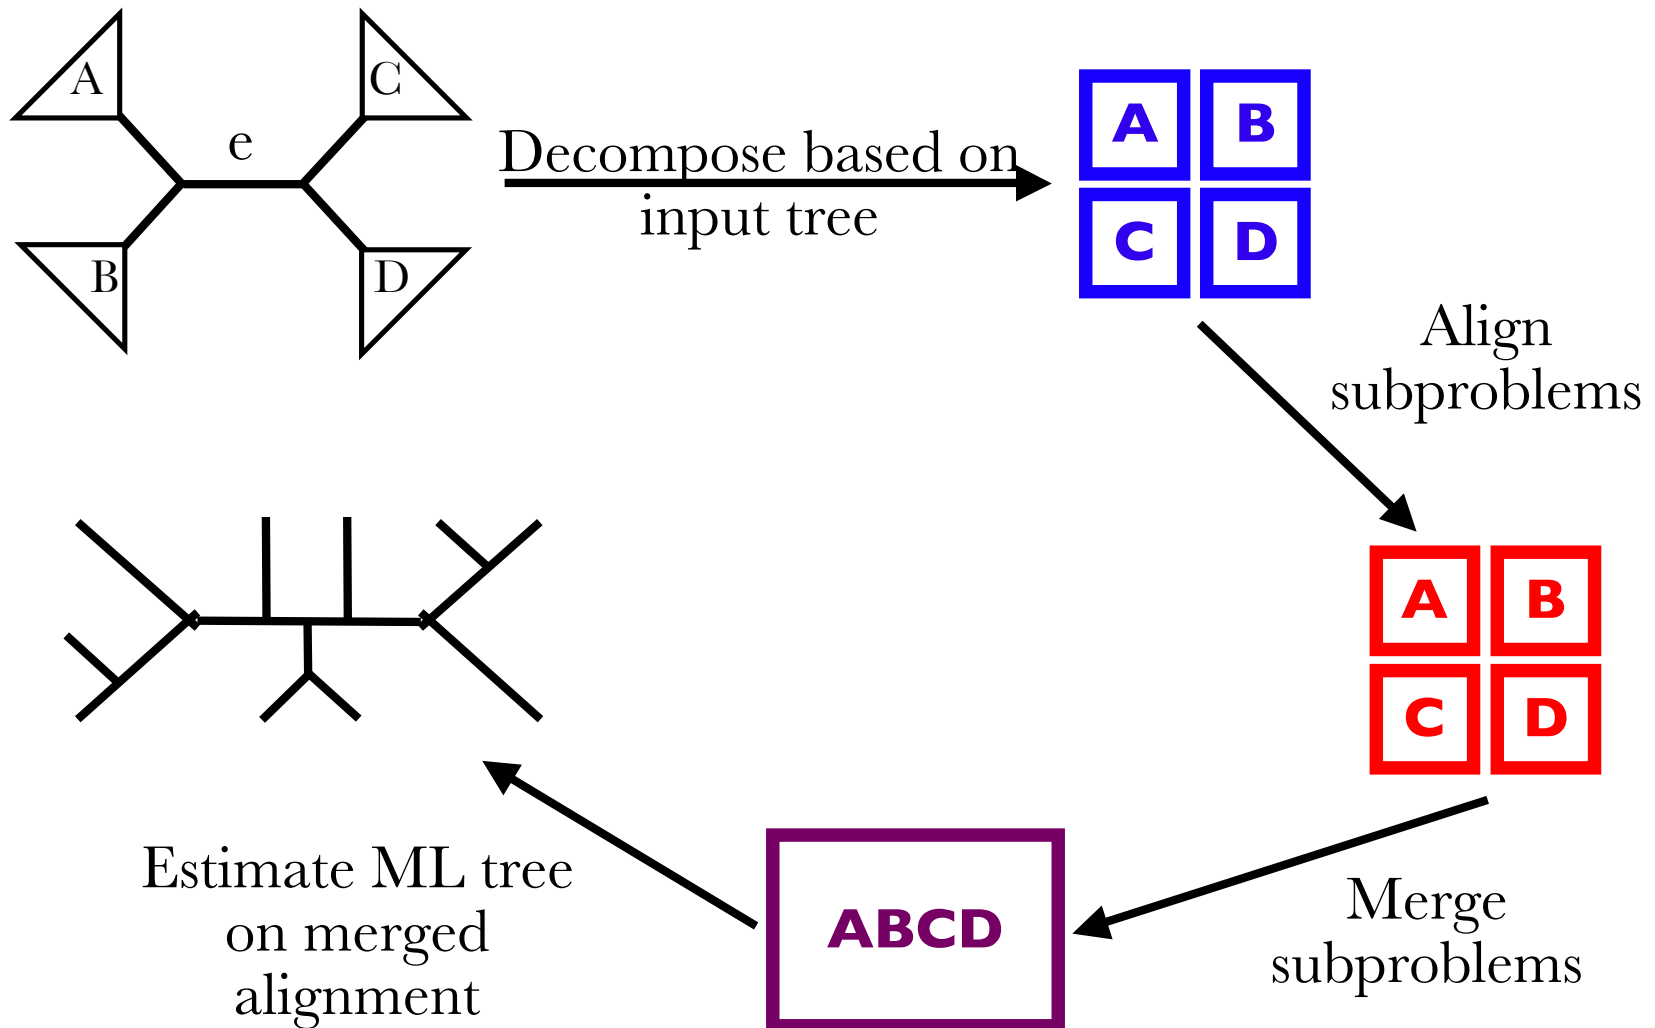 A
C
e
B
D
Decompose based on
input tree
A B
C D
Align
subproblems
A B
C D
Merge
subproblems
ABCD
Estimate ML tree
on merged
alignment